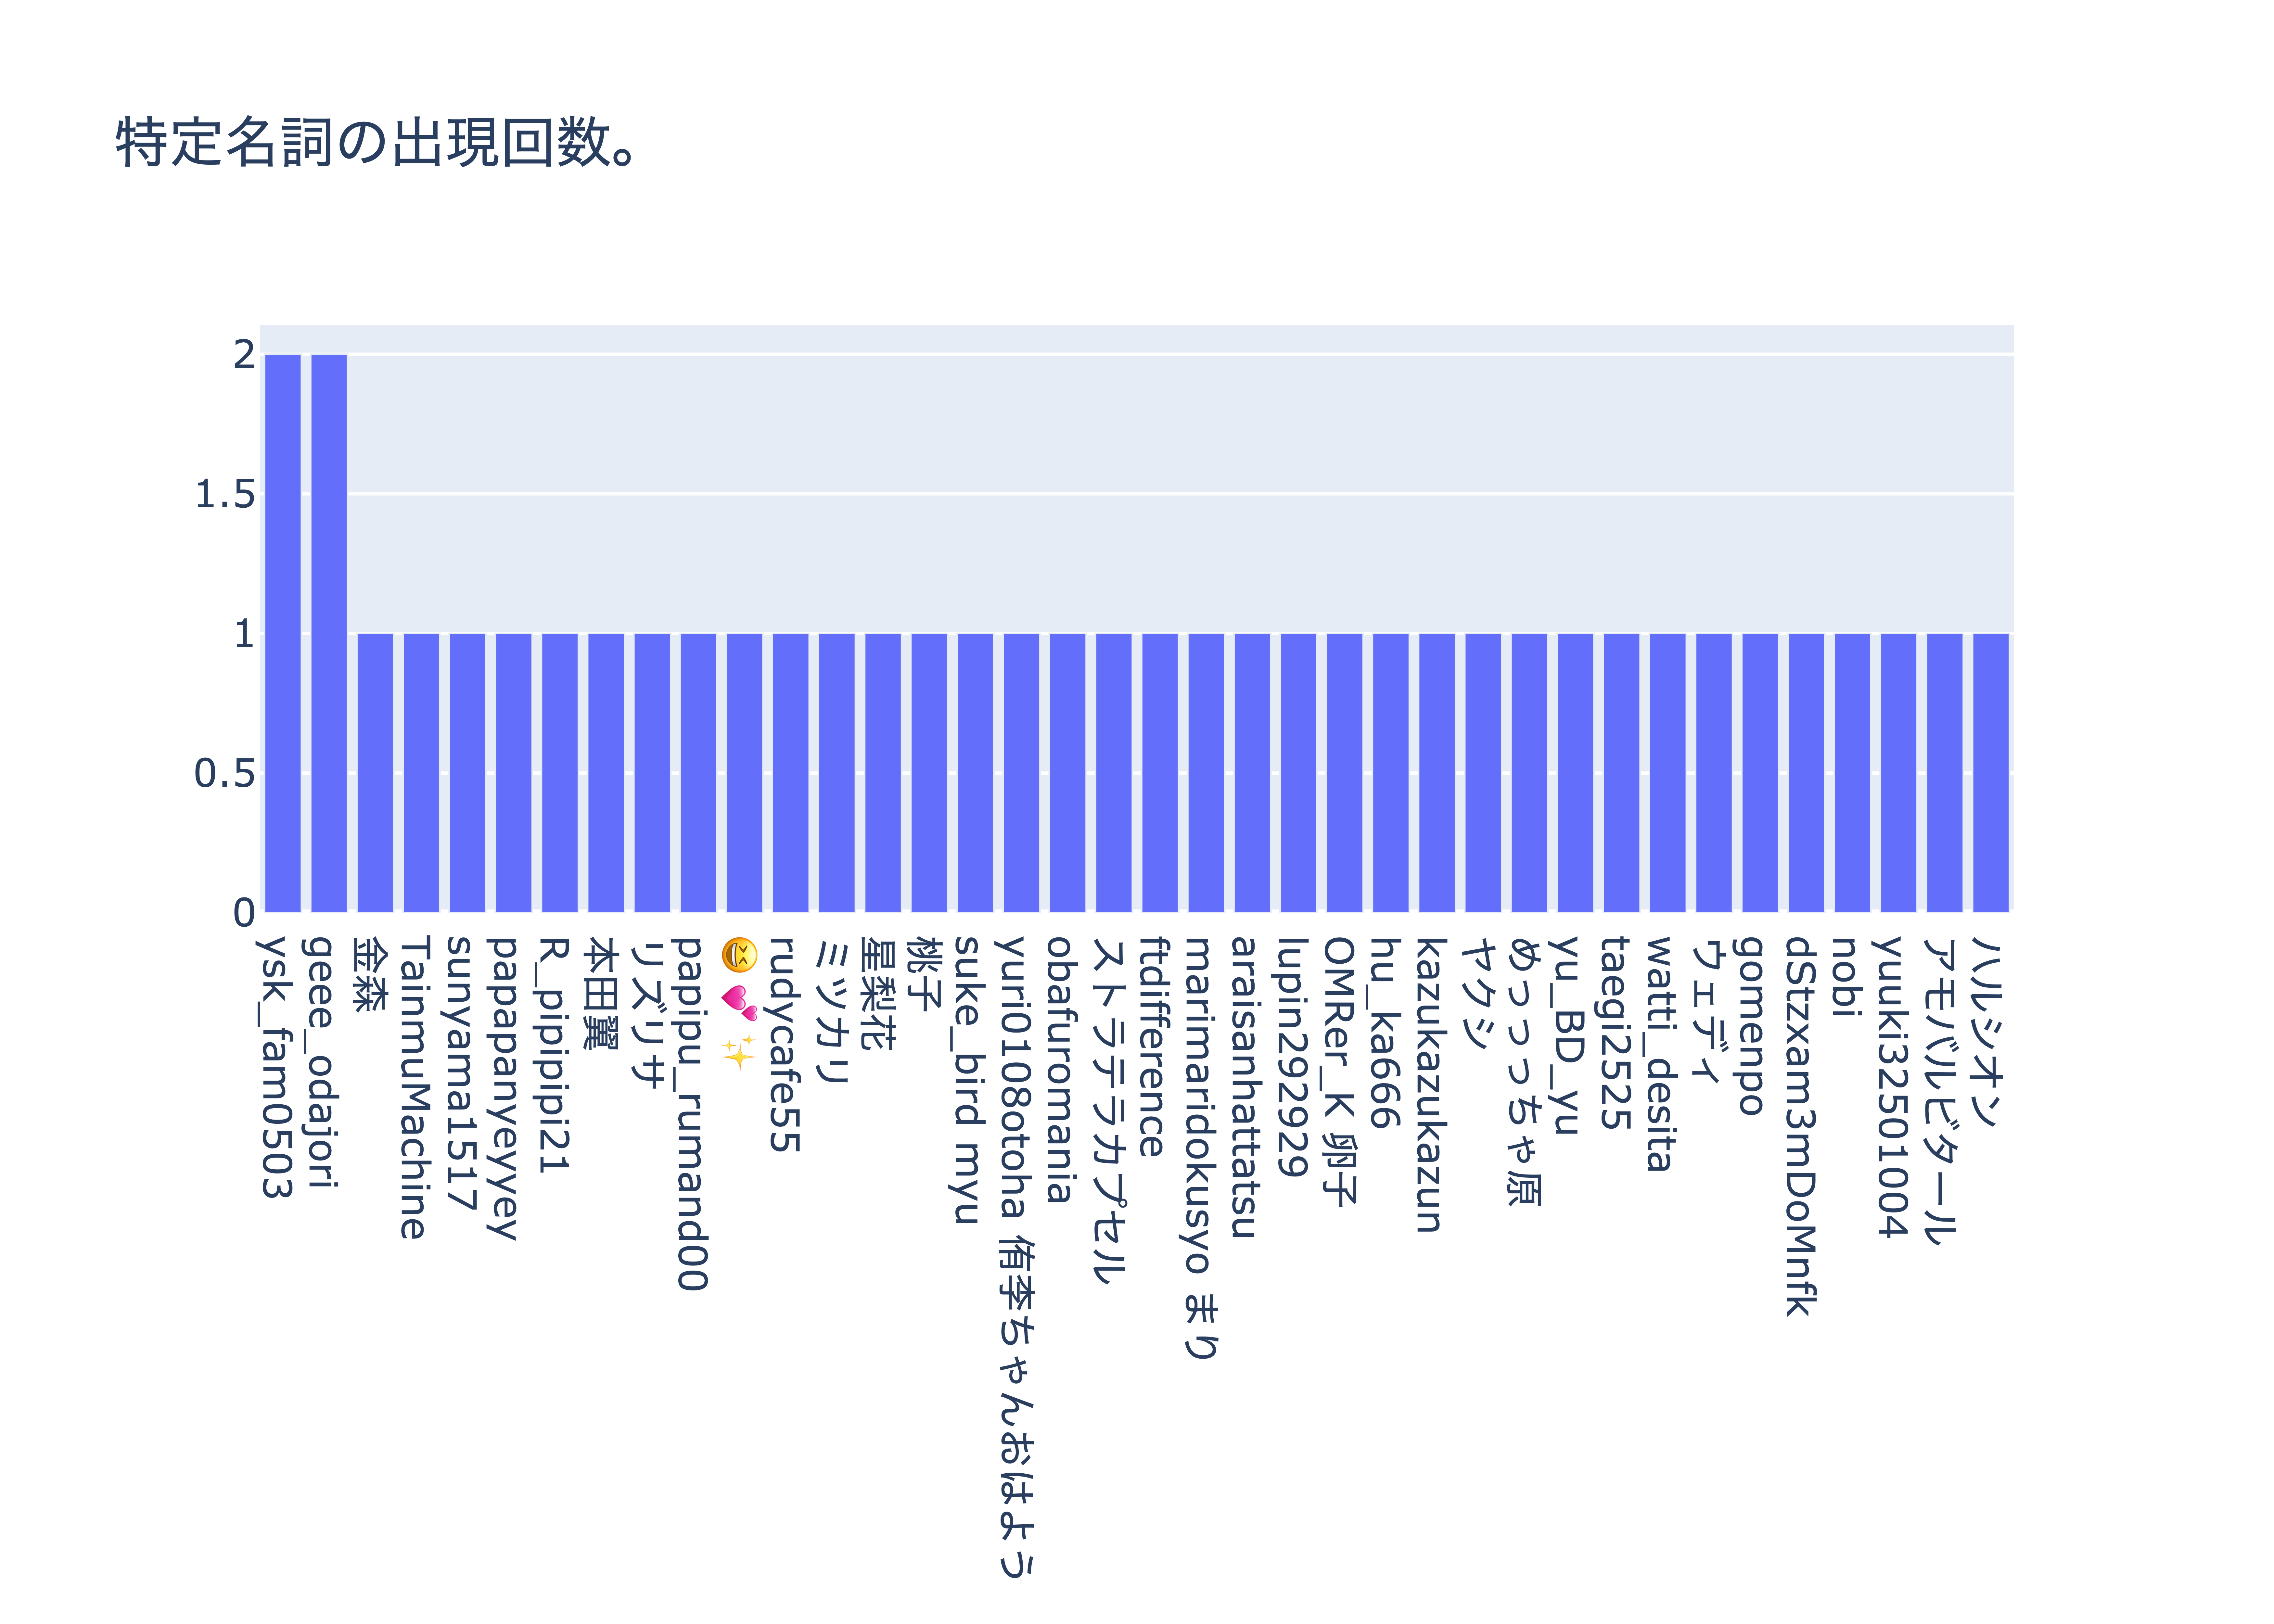 特定名詞の出現回数。
2
1.5
1
0.5
0
ysk_fam0503
geee_odajori
金森
TainmuMachine
sunyama1517
papapanyeyyey
R_pipipipi21
本田翼
リズリサ
papipu_rumand00
😆💕✨
rudycafe55
ミツカリ
星梨花
桃子
suke_bird myu
yuri0108otoha 侑李ちゃんおはよう
obafuromania
ストラテラカプセル
ftdifference
marimaridokusyo まり
araisanhattatsu
lupin2929929
OMRer_K 卵子
hu_ka666
kazukazukazun
ヤクシ
めっっっちゃ原
yu__BD__yu
taegi2525
watti_desita
ウェディ
gomenpo
dStzxam3mDoMnfk
nobi
yuuki32501004
アモバルビタール
ハルシオン